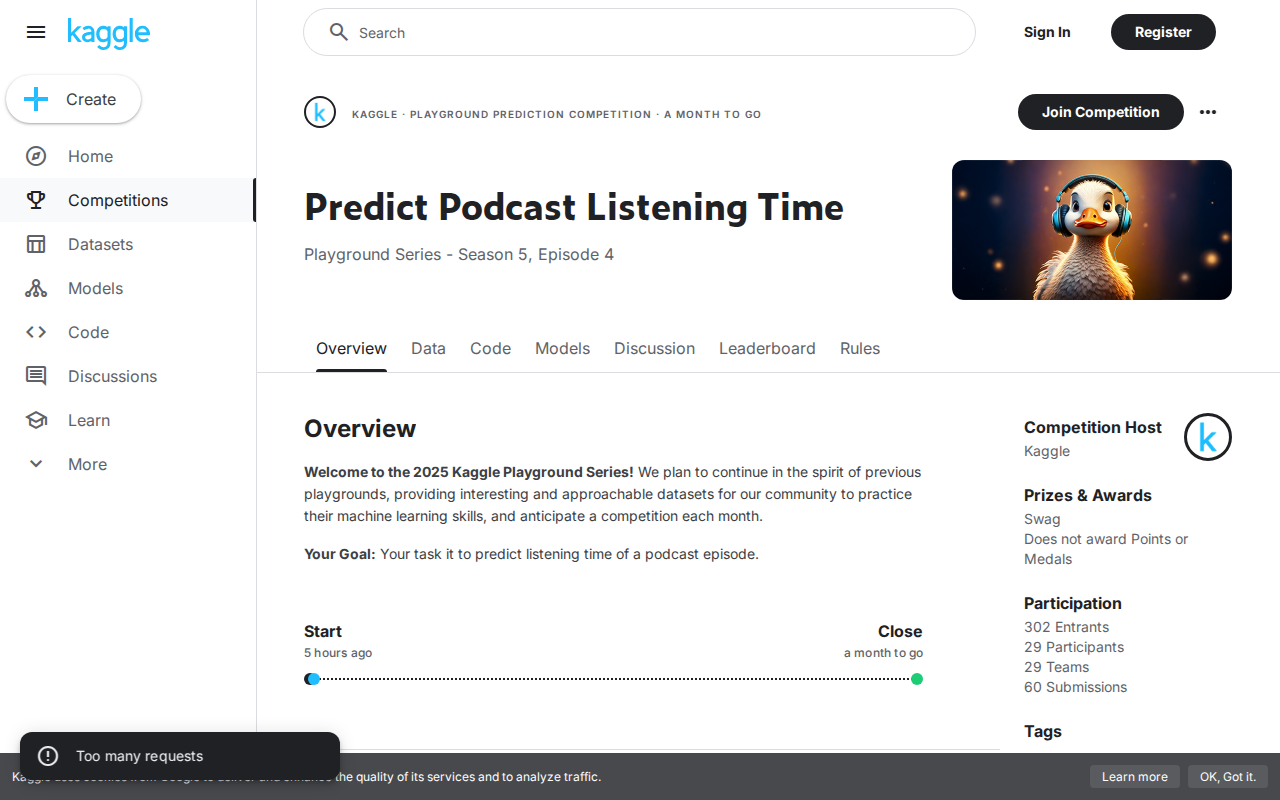 kaggle
Search
Sign In
Register
Create
Home
Competitions
Datasets
Models
Code
Discussions
Learn
More
k
KAGGLE · PLAYGROUND PREDICTION COMPETITION · A MONTH TO GO
Join Competition
Predict Podcast Listening Time
Playground Series - Season 5, Episode 4
Overview
Data
Code
Models
Discussion
Leaderboard
Rules
Overview
Welcome to the 2025 Kaggle Playground Series! We plan to continue in the spirit of previous
playgrounds, providing interesting and approachable datasets for our community to practice
their machine learning skills, and anticipate a competition each month.
Your Goal: Your task it to predict listening time of a podcast episode.
Start
5 hours ago
Close
a month to go
Competition Host
Kaggle
k
Prizes & Awards
Swag
Does not award Points or
Medals
Participation
302 Entrants
29 Participants
29 Teams
60 Submissions
Tags
Too many requests
the quality of its services and to analyze traffic.
Learn more
OK, Got it.